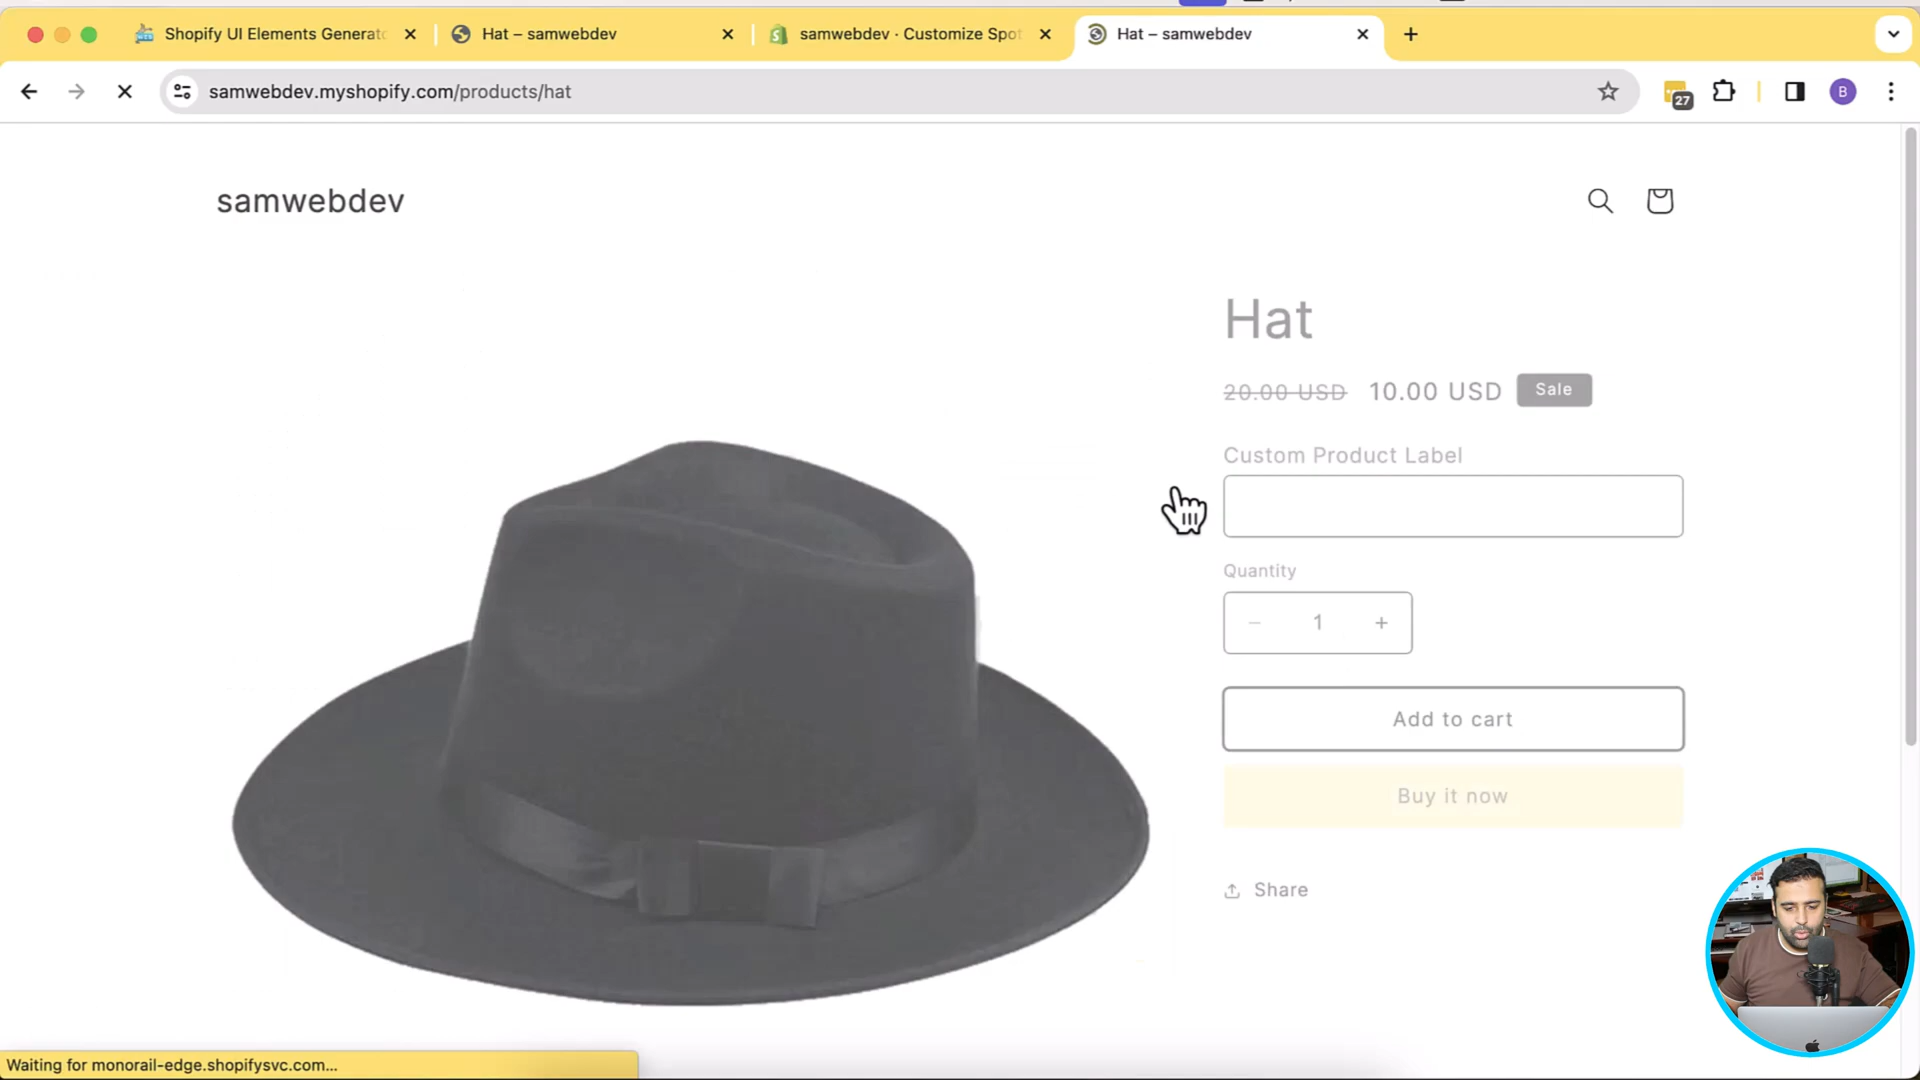 Shopify UI Elements Generat
Hat – samwebdev
samwebdev · Customize Spot
Hat – samwebdev
samwebdev.myshopify.com/products/hat
27
B
samwebdev
Hat
20.00 USD 10.00 USD Sale
Custom Product Label
Quantity
− 1 +
Add to cart
Buy it now
Share
Waiting for monorail-edge.shopifysvc.com...